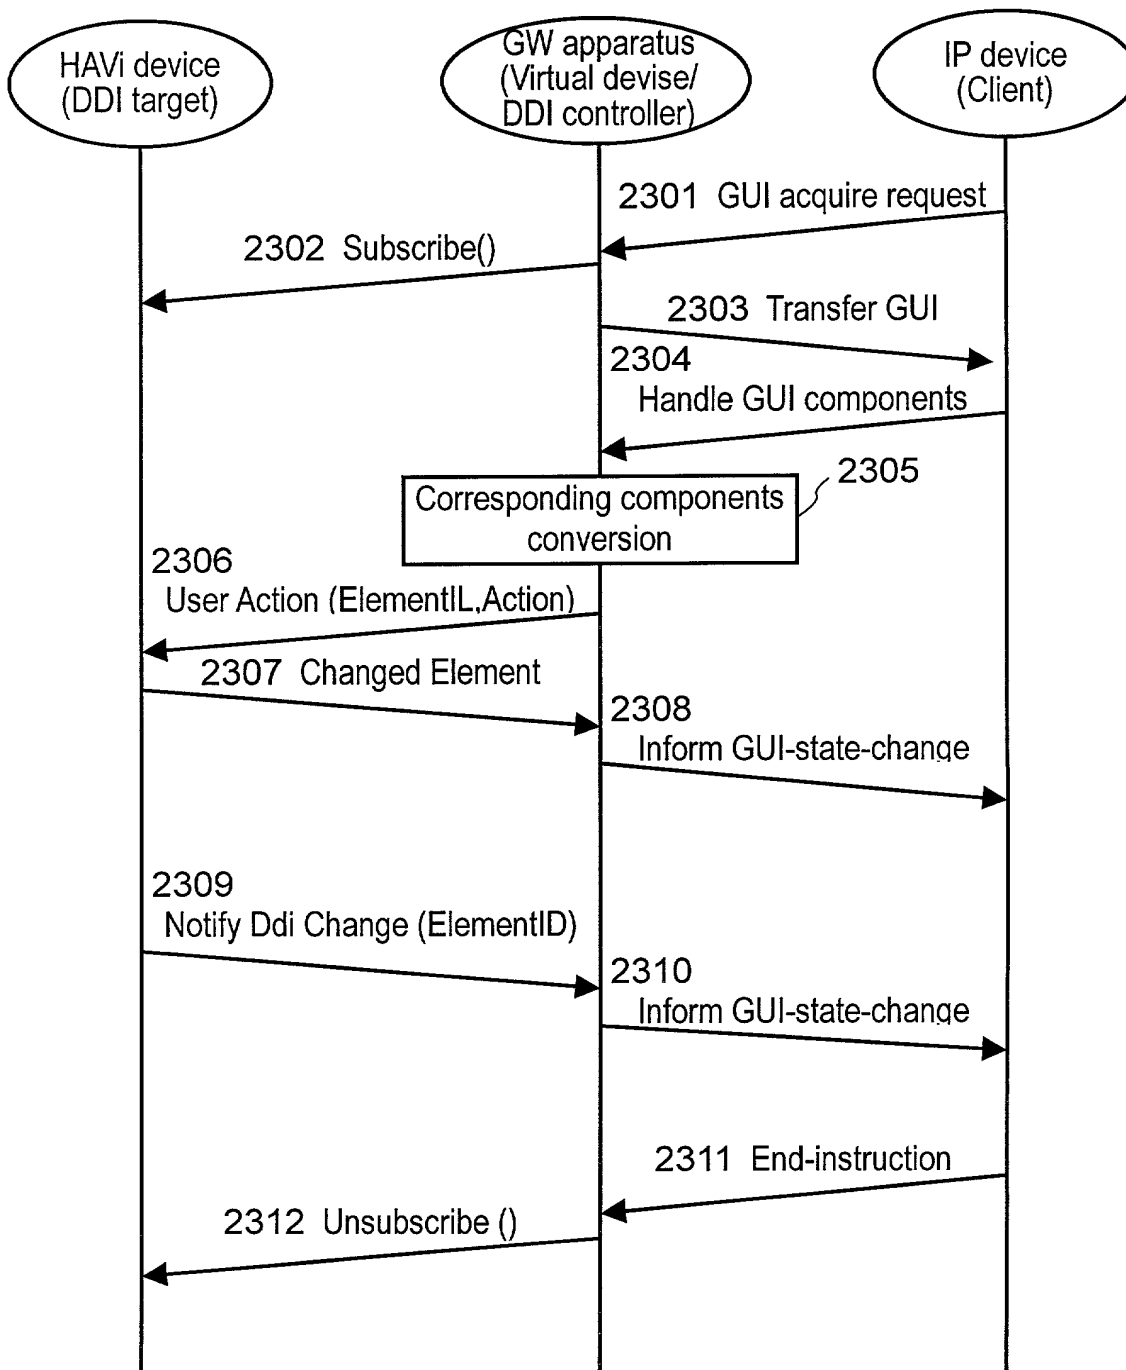 HAVi device
(DDI target)
GW apparatus
(Virtual devise/
DDI controller)
IP device
(Client)
2301 GUI acquire request
2302 Subscribe()
2303 Transfer GUI
2304
Handle GUI components
2305
Corresponding components
conversion
2306
User Action (ElementIL,Action)
2307 Changed Element
2308
Inform GUI-state-change
2309
Notify Ddi Change (ElementID)
2310
Inform GUI-state-change
2311 End-instruction
2312 Unsubscribe ()